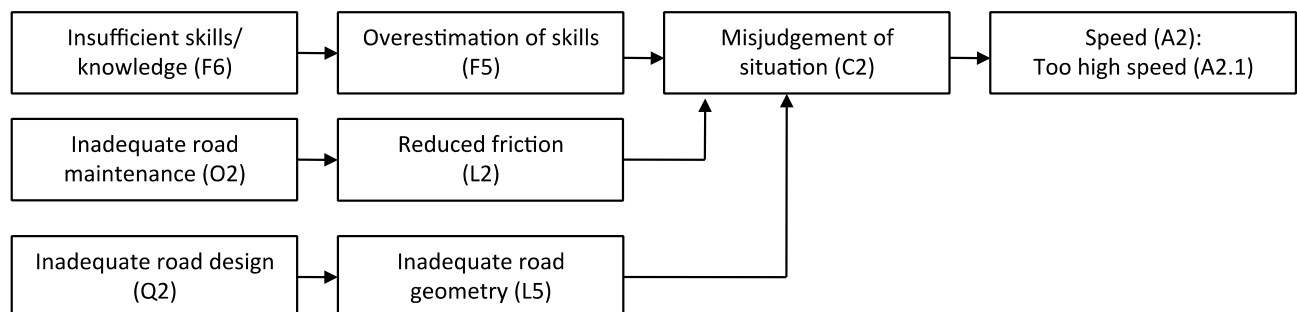 Insufficient skills/
knowledge (F6)
Overestimation of skills
(F5)
Misjudgement of
situation (C2)
Speed (A2):
Too high speed (A2.1)
Inadequate road
maintenance (O2)
Reduced friction
(L2)
Inadequate road design
(Q2)
Inadequate road
geometry (L5)